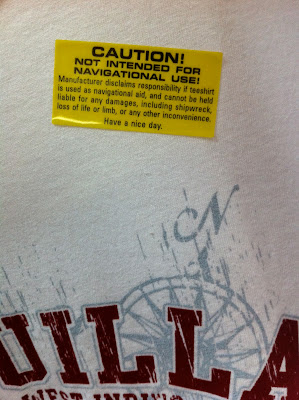 CAUTION!
NOT INTENDED FOR
NAVIGATIONAL USE!
Manufacturer disclaims responsibility if teeshirt
is used as navigational aid, and cannot be held
liable for any damages, including shipwreck,
loss of life or limb, or any other inconvenience.
Have a nice day.
N
UILLA
WEST INDIES